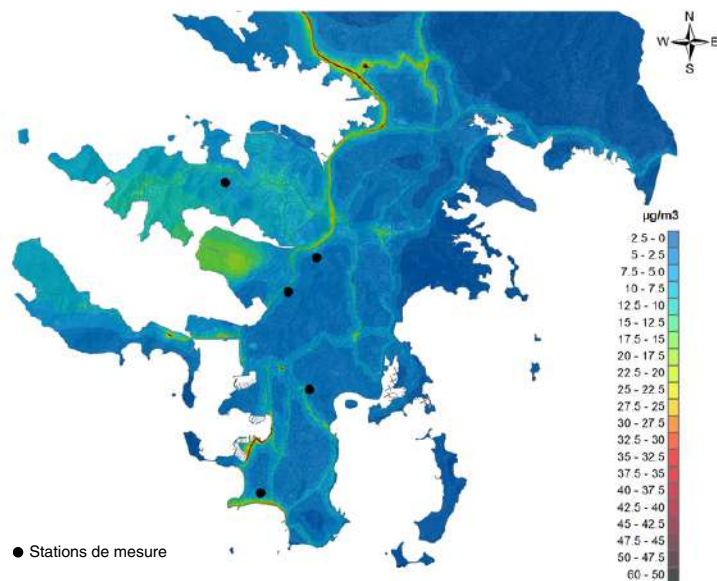 N
W E
S
µg/m3
2.5 - 0
5 - 2.5
7.5 - 5
10 - 7.5
12.5 - 10
15 - 12.5
17.5 - 15
20 - 17.5
22.5 - 20
25 - 22.5
27.5 - 25
30 - 27.5
32.5 - 30
35 - 32.5
37.5 - 35
40 - 37.5
42.5 - 40
45 - 42.5
47.5 - 45
50 - 47.5
60 - 50
Stations de mesure